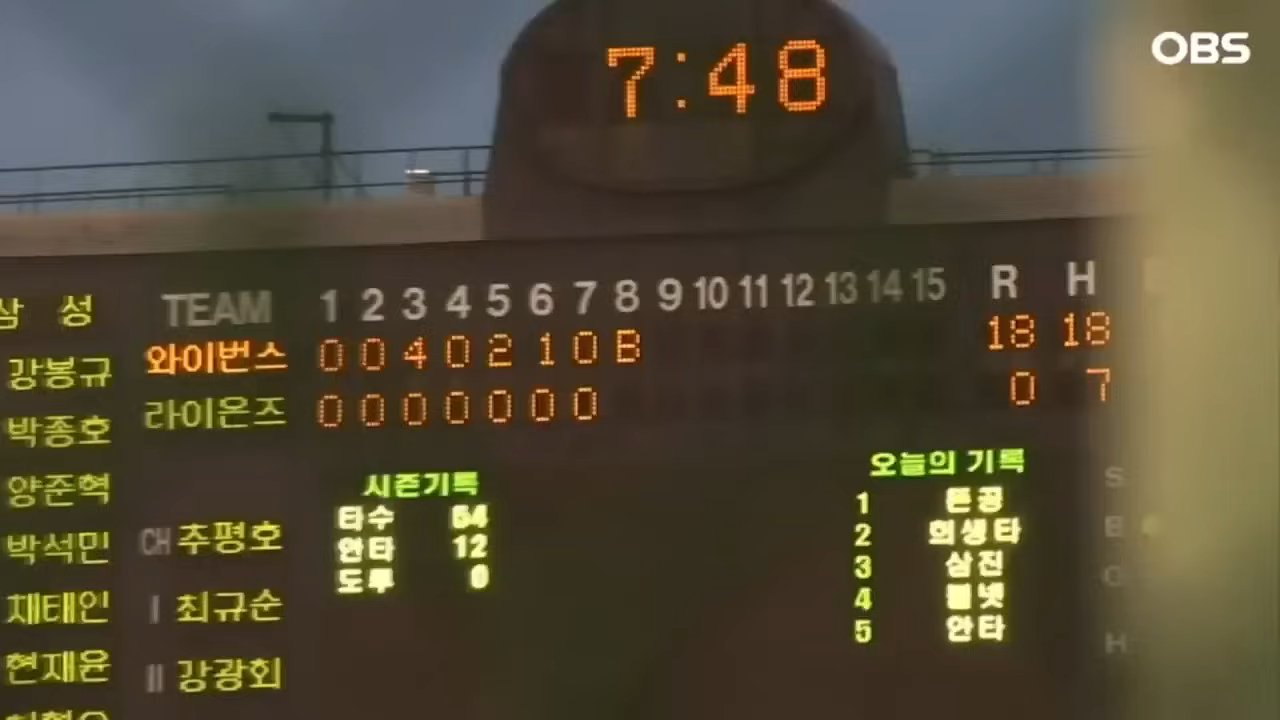 OBS
7:48
삼 성
TEAM 1 2 3 4 5 6 7 8 9 10 11 12 13 14 15 R H
와이번스 0 0 4 0 2 1 0 B 18 18
라이온즈 0 0 0 0 0 0 0 0 7
강봉규
박종호
양준혁
박석민
채태인
현재윤
CH 추평호
I 최규순
II 강광회
시즌기록
타수 54
안타 12
도루 0
오늘의 기록
1 뜬공
2 희생타
3 삼진
4 볼넷
5 안타
S
B
H